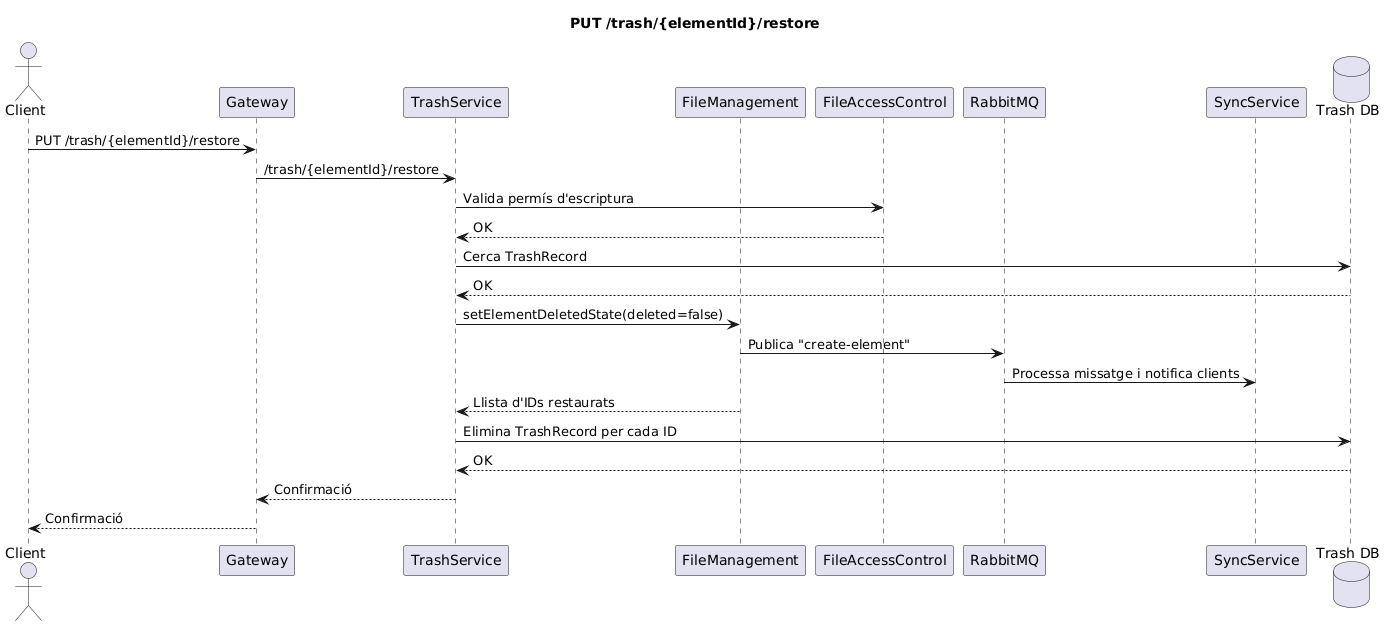 PUT /trash/{elementId}/restore
Client
Gateway
TrashService
FileManagement
FileAccessControl
RabbitMQ
SyncService
Trash DB
PUT /trash/{elementId}/restore
/trash/{elementId}/restore
Valida permís d'escriptura
OK
Cerca TrashRecord
OK
setElementDeletedState(deleted=false)
Publica "create-element"
Processa missatge i notifica clients
Llista d'IDs restaurats
Elimina TrashRecord per cada ID
OK
Confirmació
Confirmació
Client
Gateway
TrashService
FileManagement
FileAccessControl
RabbitMQ
SyncService
Trash DB